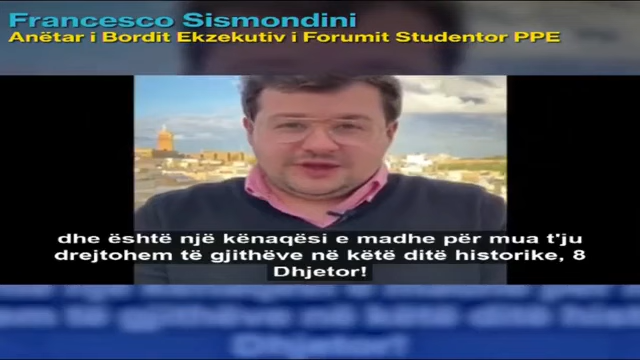 Francesco Sismondini
Anëtar i Bordit Ekzekutiv i Forumit Studentor PPE
dhe është një kënaqësi e madhe për mua t'ju
drejtohem të gjithëve në këtë ditë historike, 8
Dhjetor!